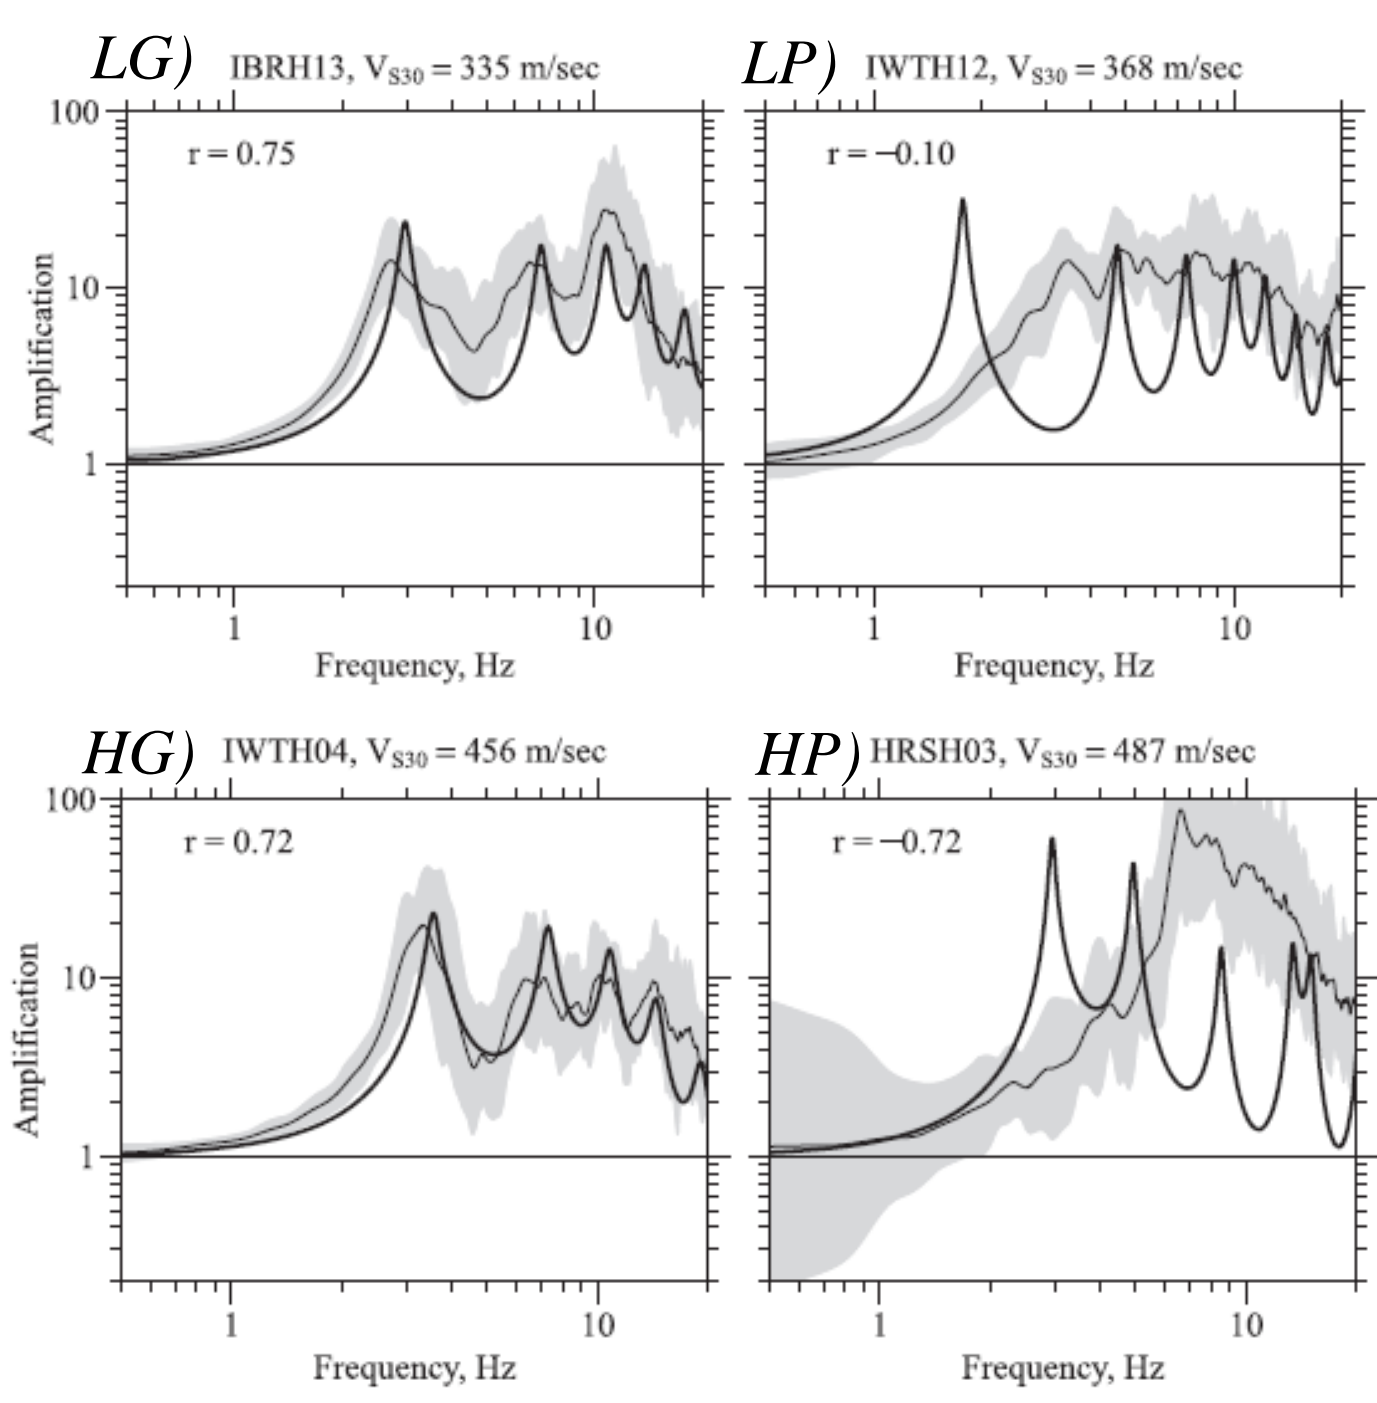 LG) IBRH13, VS30 = 335 m/sec
r = 0.75
100
10
1
Amplification
1 10
Frequency, Hz
LP) IWTH12, VS30 = 368 m/sec
r = −0.10
1 10
Frequency, Hz
HG) IWTH04, VS30 = 456 m/sec
r = 0.72
100
10
1
Amplification
1 10
Frequency, Hz
HP) HRSH03, VS30 = 487 m/sec
r = −0.72
1 10
Frequency, Hz